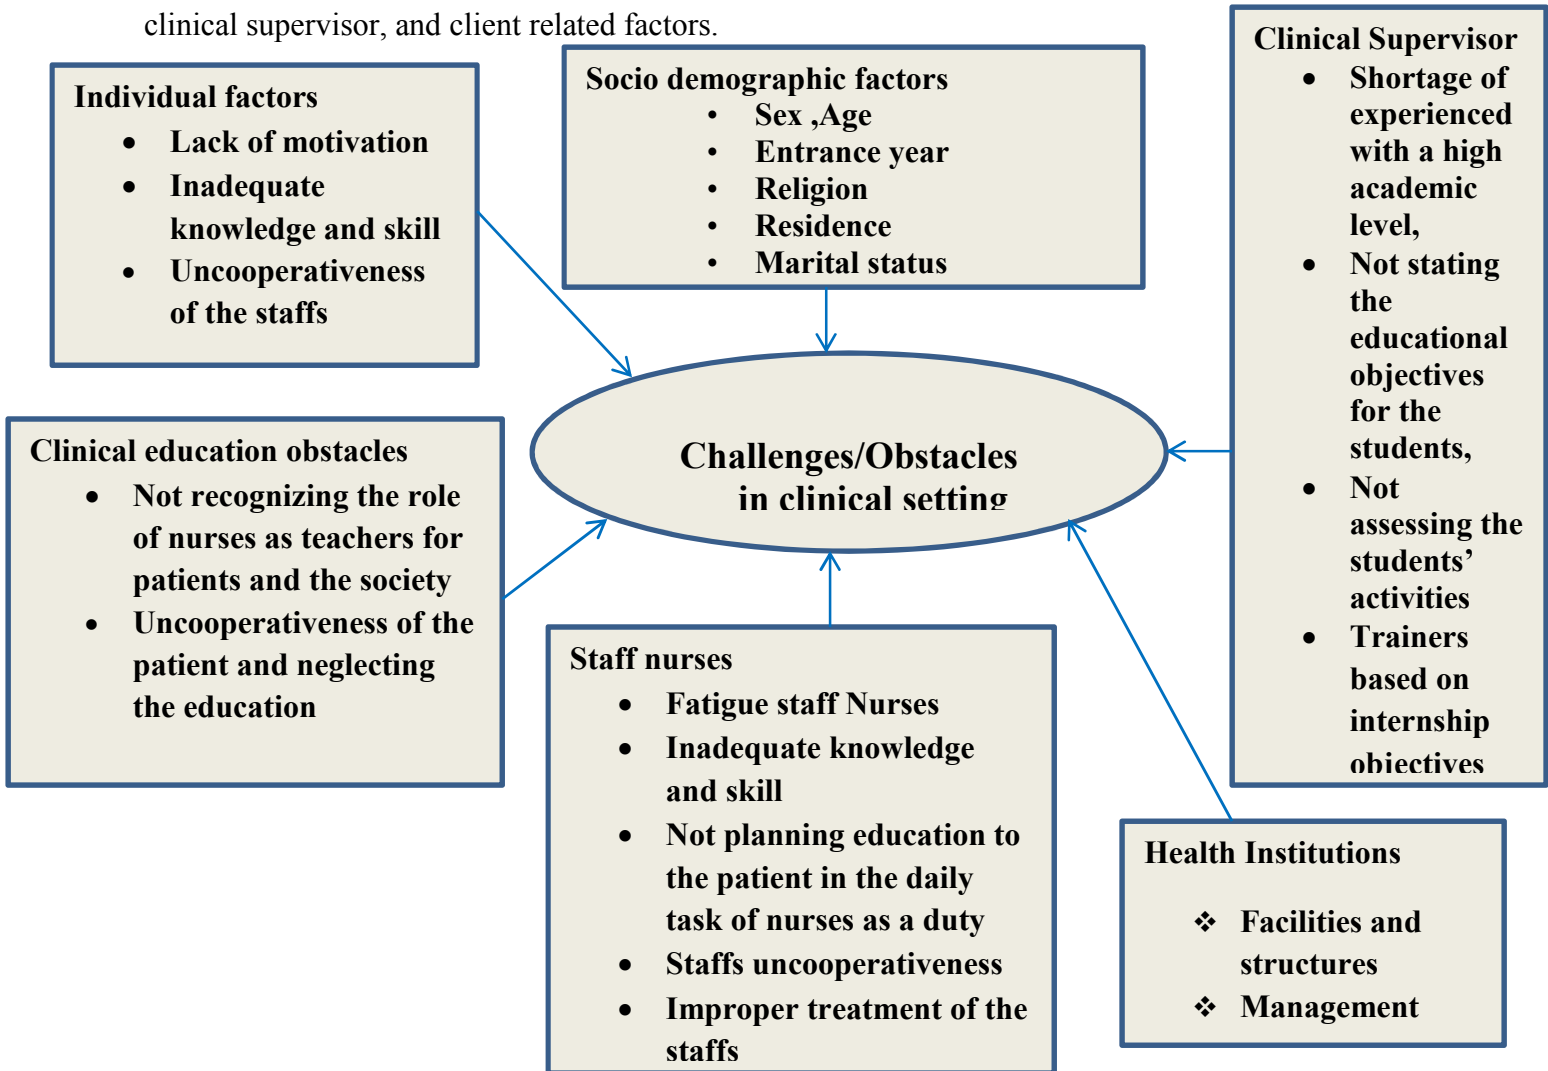 clinical supervisor, and client related factors.
Individual factors
• Lack of motivation
• Inadequate
knowledge and skill
• Uncooperativeness
of the staffs
Socio demographic factors
• Sex ,Age
• Entrance year
• Religion
• Residence
• Marital status
Clinical Supervisor
• Shortage of
experienced
with a high
academic
level,
• Not stating
the
educational
objectives
for the
students,
• Not
assessing the
students’
activities
• Trainers
based on
internship
objectives
Challenges/Obstacles
in clinical setting
Clinical education obstacles
• Not recognizing the role
of nurses as teachers for
patients and the society
• Uncooperativeness of the
patient and neglecting
the education
Staff nurses
• Fatigue staff Nurses
• Inadequate knowledge
and skill
• Not planning education to
the patient in the daily
task of nurses as a duty
• Staffs uncooperativeness
• Improper treatment of the
staffs
Health Institutions
❖ Facilities and
structures
❖ Management